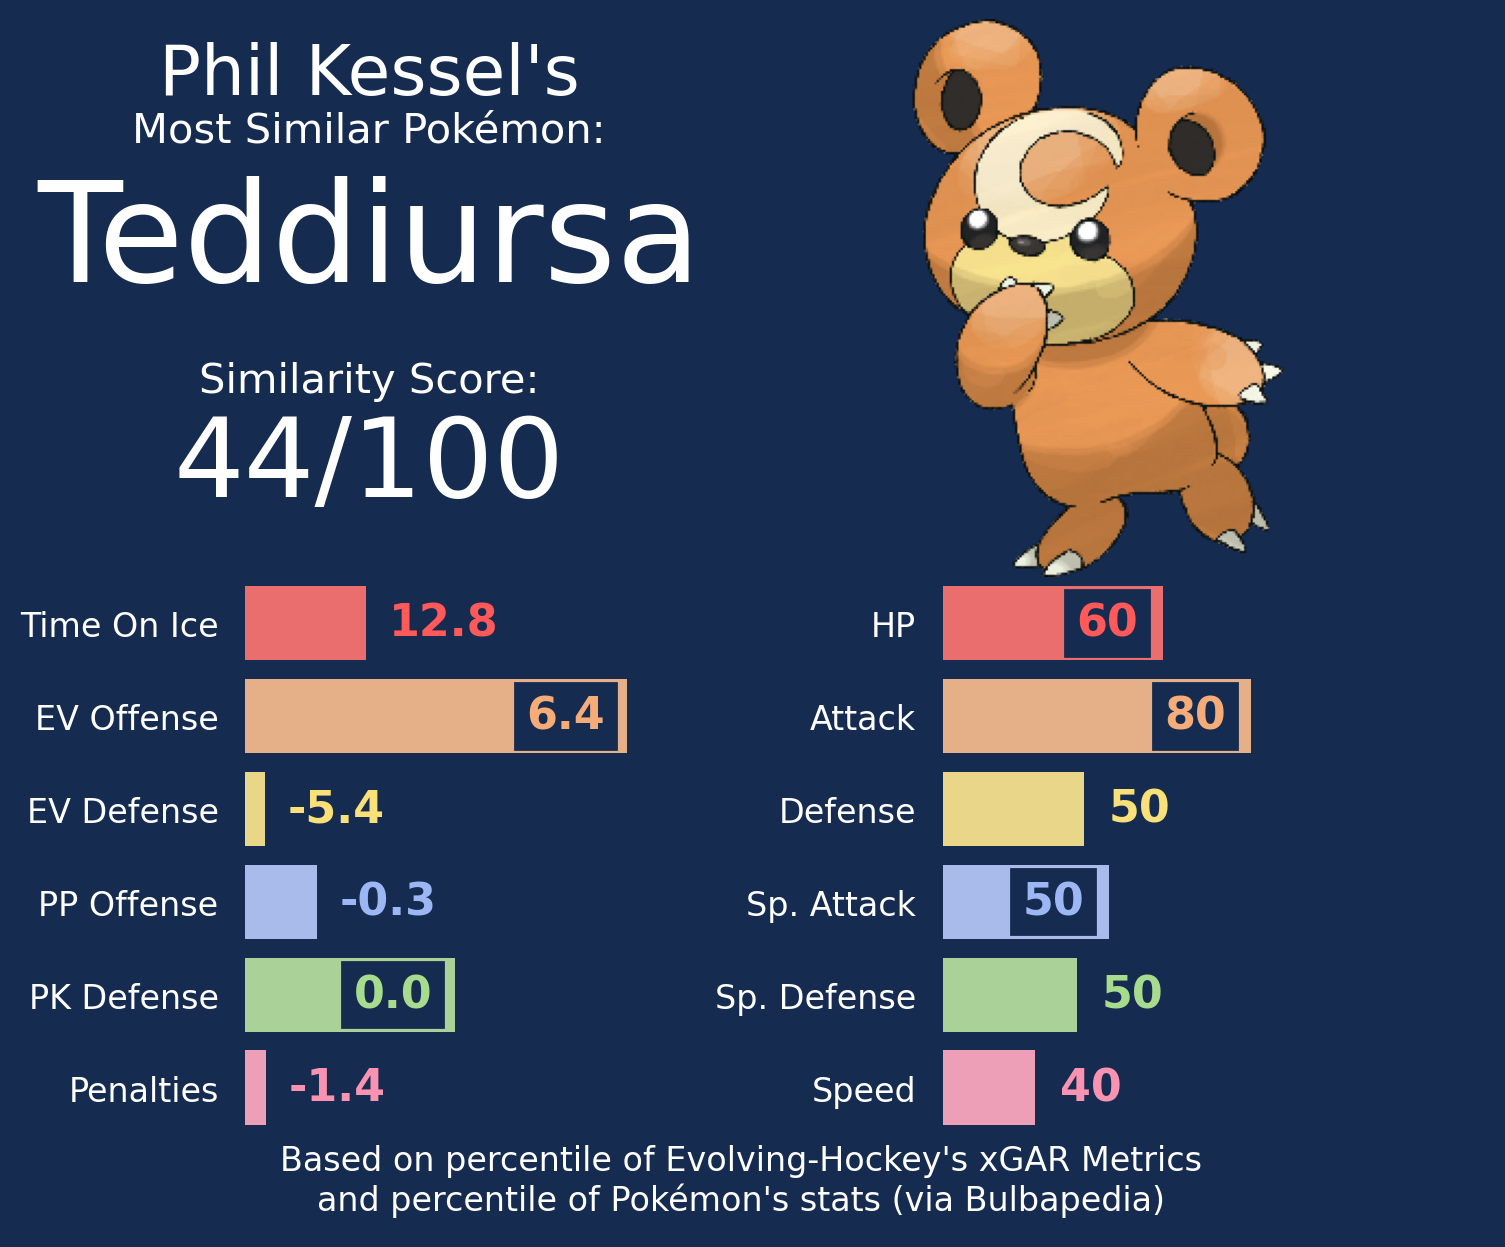 Phil Kessel's
Most Similar Pokémon:
Teddiursa
Similarity Score:
44/100
Time On Ice 12.8
EV Offense 6.4
EV Defense -5.4
PP Offense -0.3
PK Defense 0.0
Penalties -1.4
HP 60
Attack 80
Defense 50
Sp. Attack 50
Sp. Defense 50
Speed 40
Based on percentile of Evolving-Hockey's xGAR Metrics
and percentile of Pokémon's stats (via Bulbapedia)